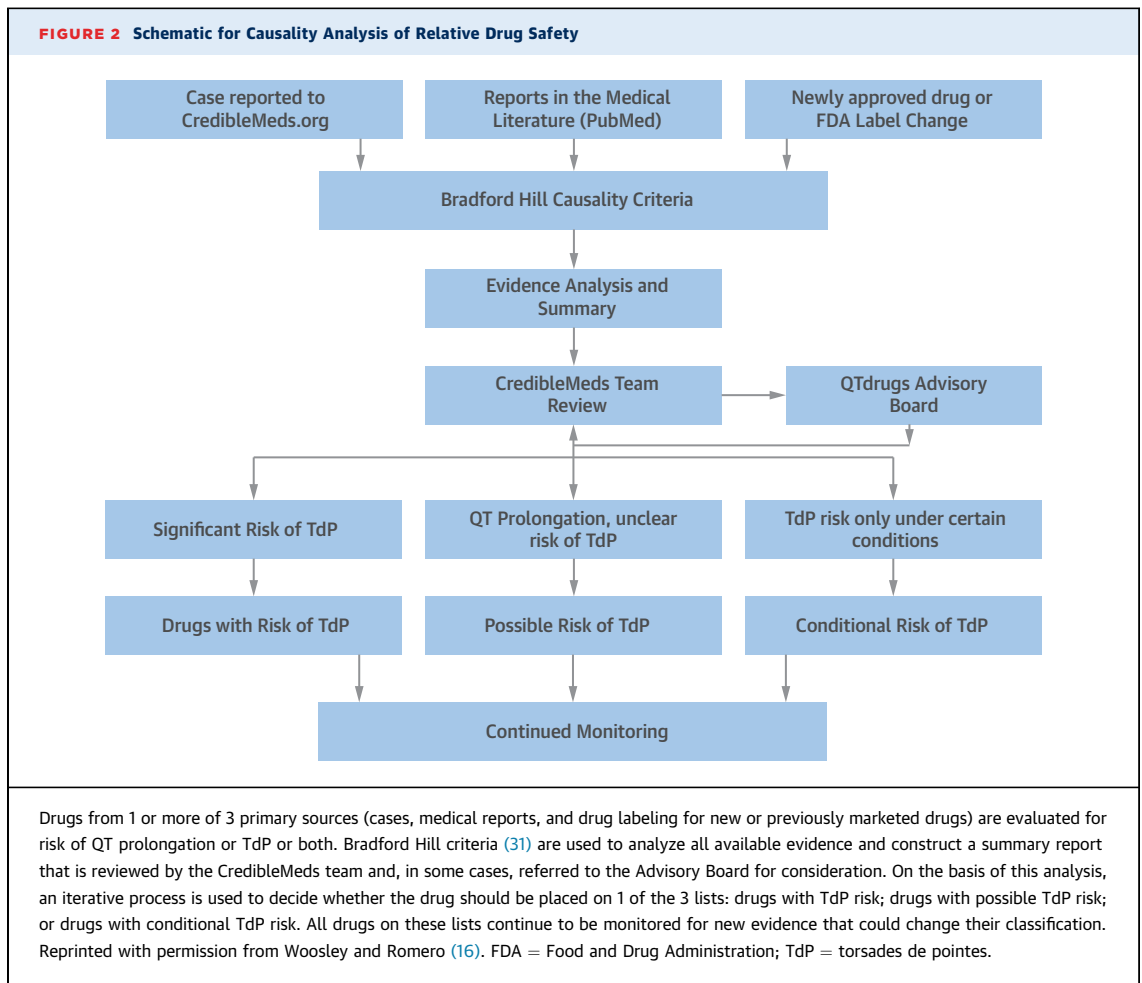 FIGURE 2 Schematic for Causality Analysis of Relative Drug Safety
Case reported to
CredibleMeds.org
Reports in the Medical
Literature (PubMed)
Newly approved drug or
FDA Label Change
Bradford Hill Causality Criteria
Evidence Analysis and
Summary
CredibleMeds Team
Review
QTdrugs Advisory
Board
Significant Risk of TdP
QT Prolongation, unclear
risk of TdP
TdP risk only under certain
conditions
Drugs with Risk of TdP
Possible Risk of TdP
Conditional Risk of TdP
Continued Monitoring
Drugs from 1 or more of 3 primary sources (cases, medical reports, and drug labeling for new or previously marketed drugs) are evaluated for
risk of QT prolongation or TdP or both. Bradford Hill criteria (31) are used to analyze all available evidence and construct a summary report
that is reviewed by the CredibleMeds team and, in some cases, referred to the Advisory Board for consideration. On the basis of this analysis,
an iterative process is used to decide whether the drug should be placed on 1 of the 3 lists: drugs with TdP risk; drugs with possible TdP risk;
or drugs with conditional TdP risk. All drugs on these lists continue to be monitored for new evidence that could change their classification.
Reprinted with permission from Woosley and Romero (16). FDA = Food and Drug Administration; TdP = torsades de pointes.